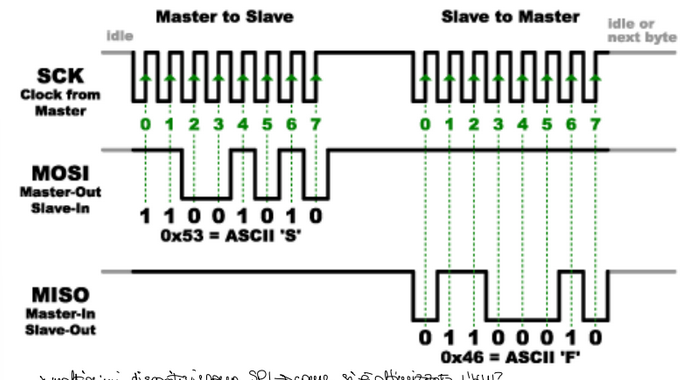 Master to Slave
Slave to Master
idle
idle or
next byte
SCK
Clock from
Master
0 1 2 3 4 5 6 7
0 1 2 3 4 5 6 7
MOSI
Master-Out
Slave-In
1 1 0 0 1 0 1 0
0x53 = ASCII 'S'
MISO
Master-In
Slave-Out
0 1 1 0 0 0 1 0
0x46 = ASCII 'F'
SPI